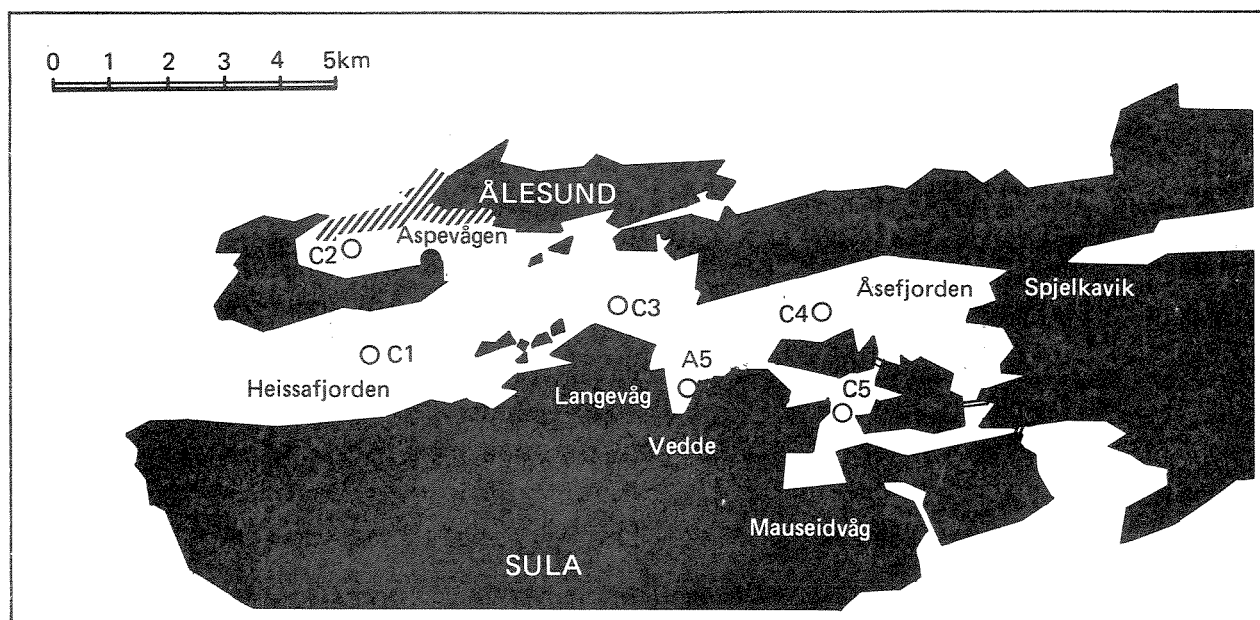 0 1 2 3 4 5km
ÅLESUND
Aspevågen
C2
Åsefjorden
Spjelkavik
C3
C4
C1
A5
Heissafjorden
Langevåg
C5
Vedde
Mauseidvåg
SULA